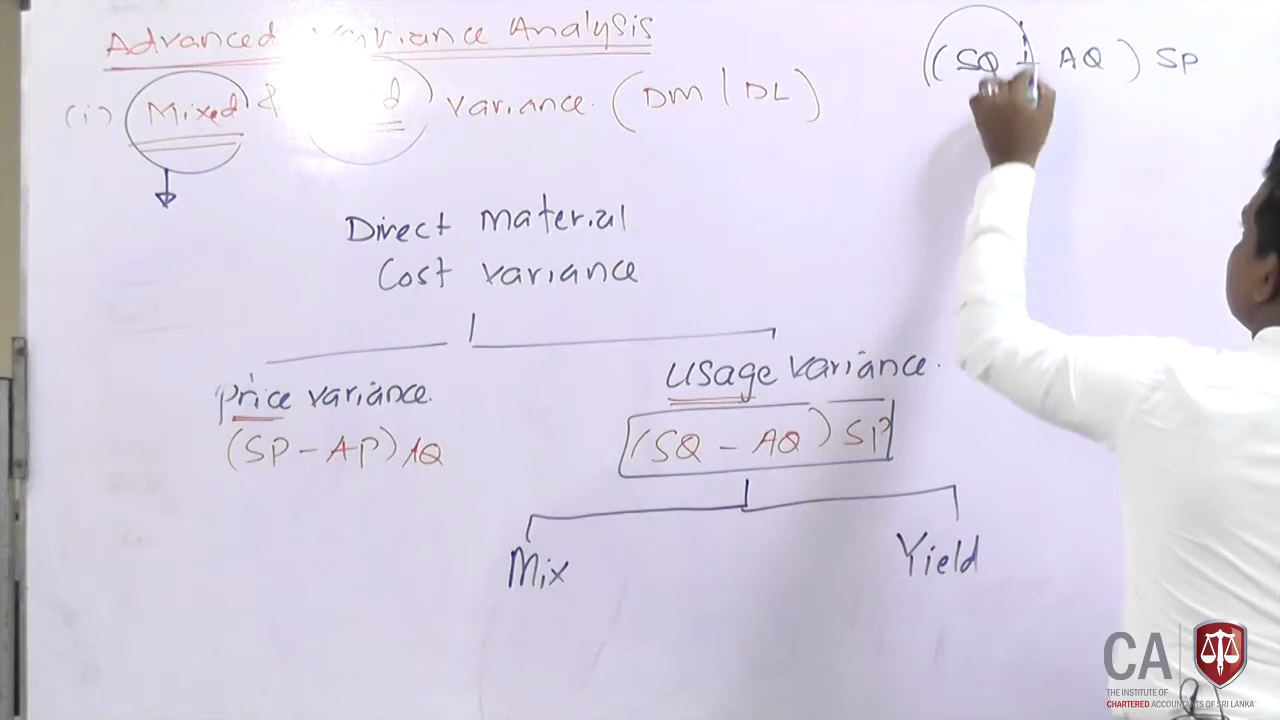 Advanced Variance Analysis
(i) Mixed & variance. (DM / DL)
(SQ - AQ) SP
Direct material
Cost variance
Price variance.
(SP - AP) AQ
Usage variance.
(SQ - AQ) SP
Mix
Yield
CA
THE INSTITUTE OF
CHARTERED ACCOUNTANTS OF SRI LANKA